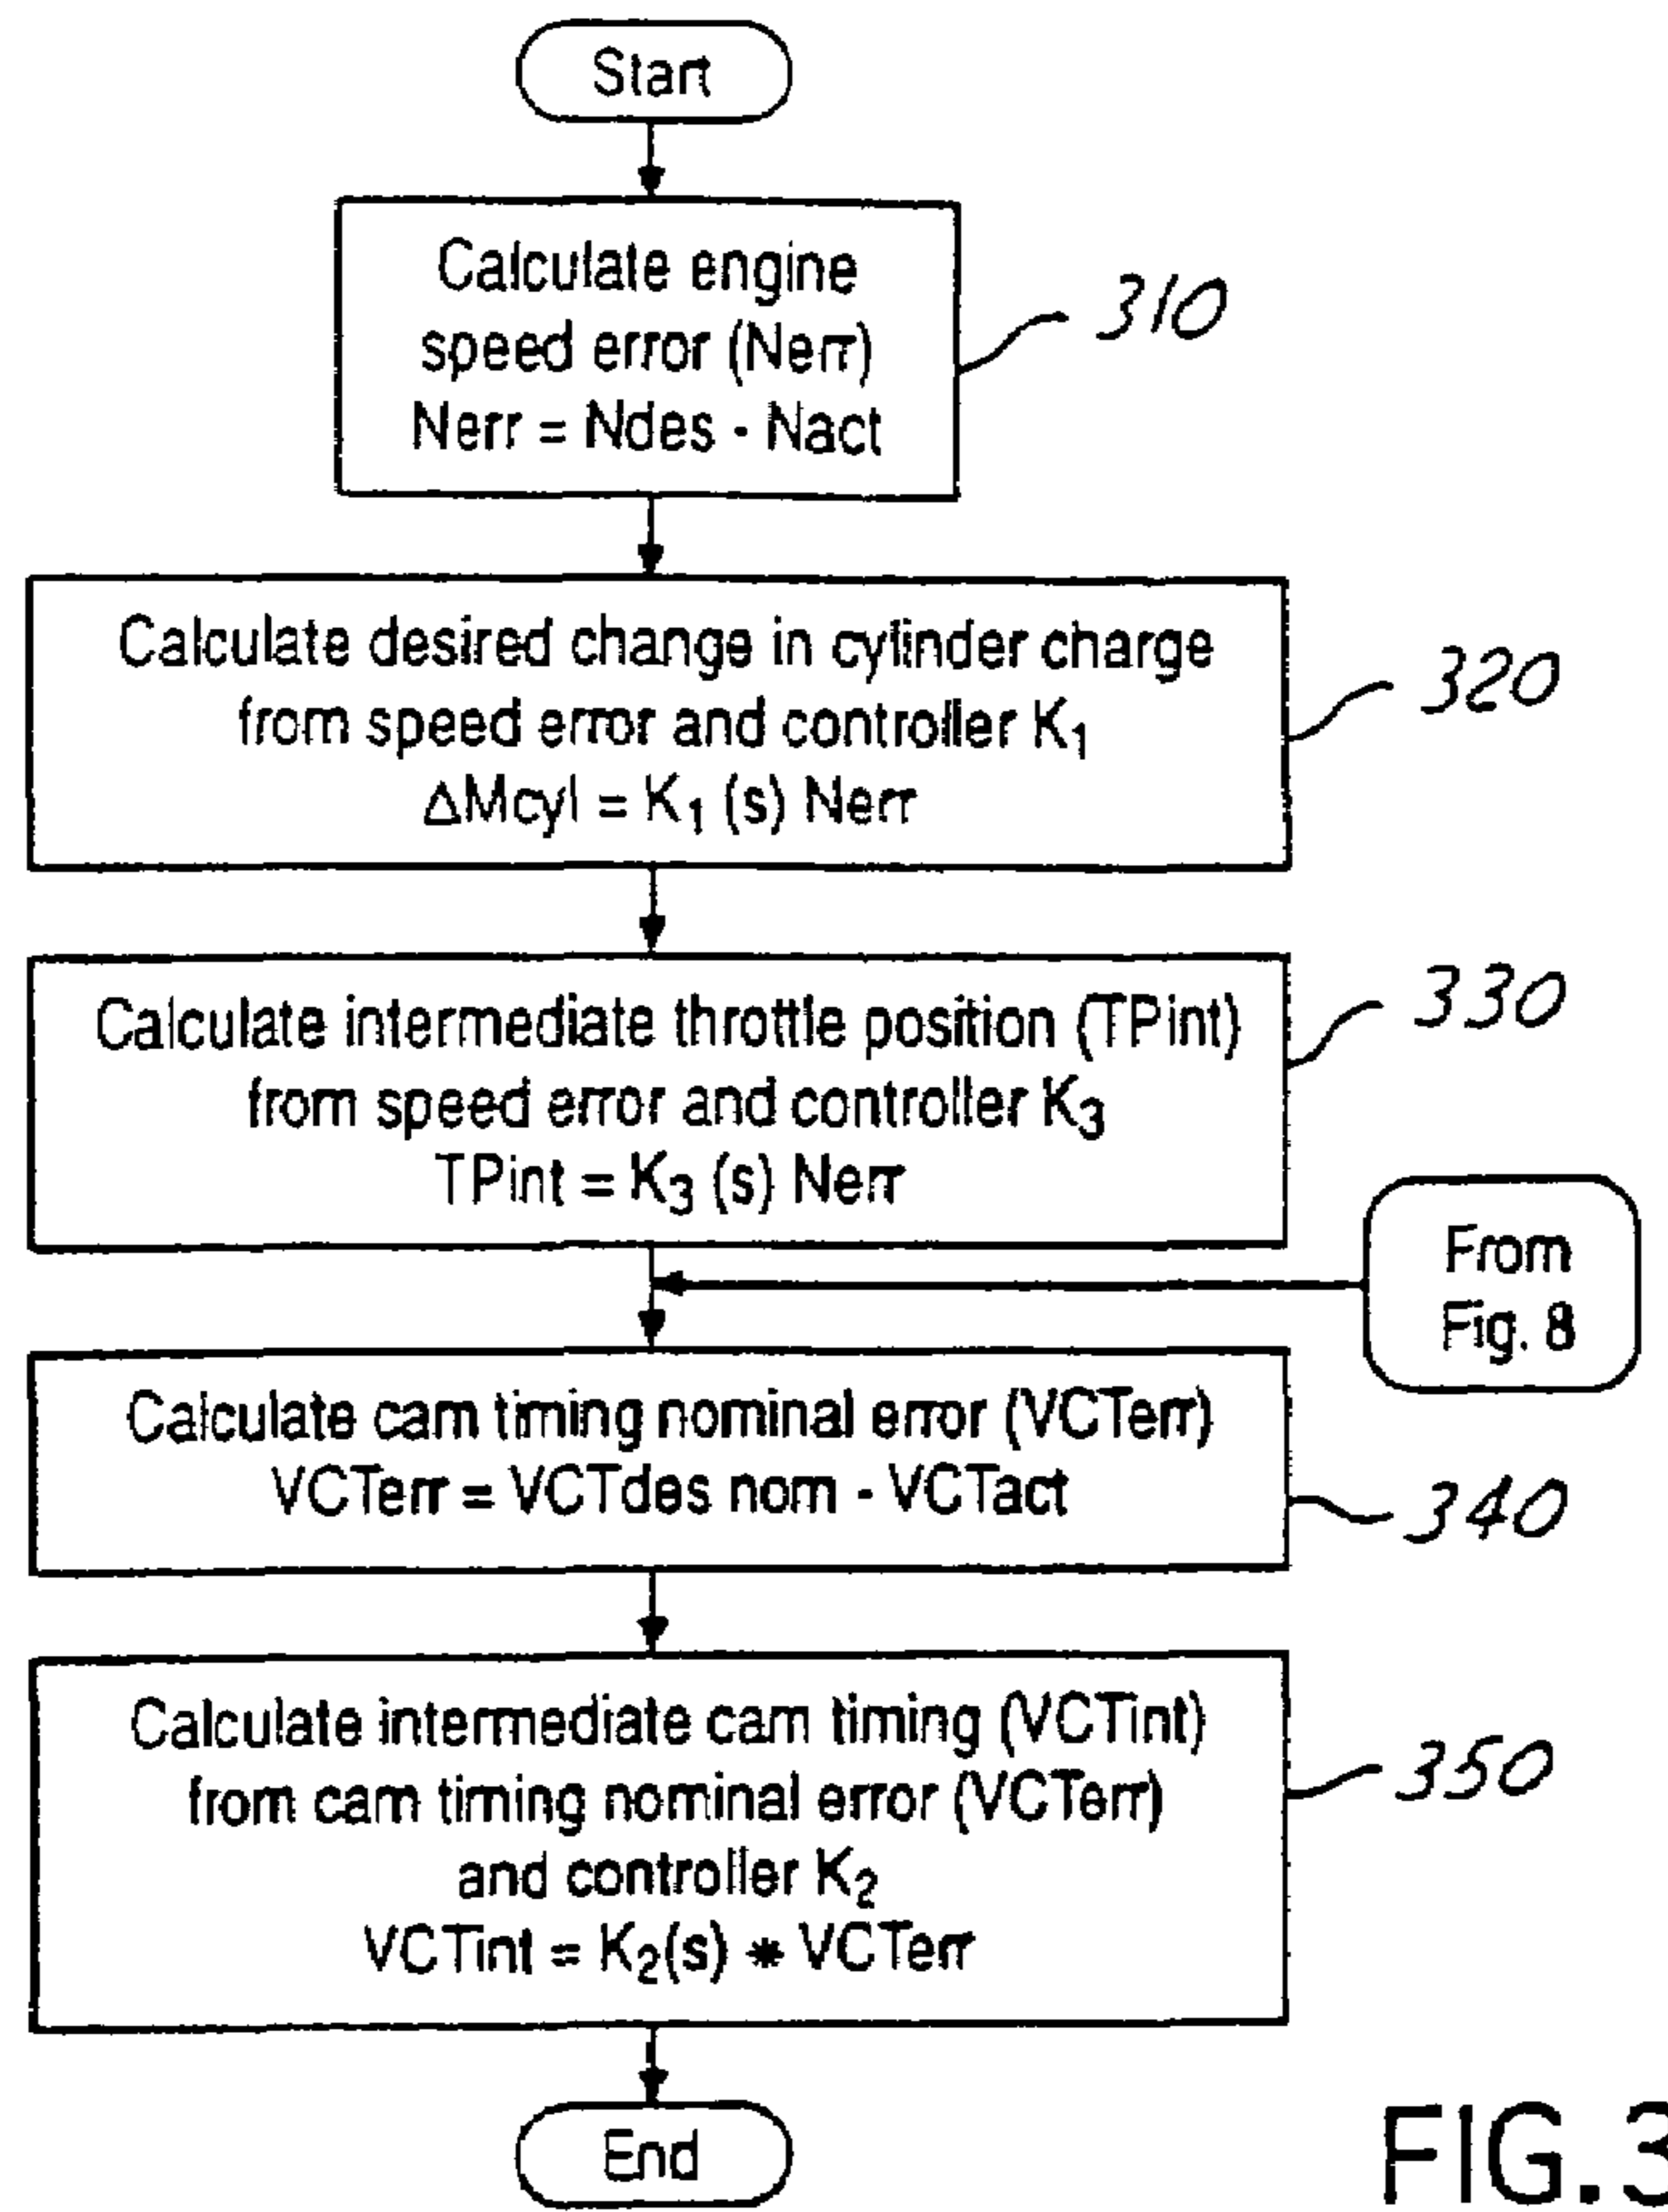 Start
Calculate engine
speed error (Nerr)
Nerr = Ndes - Nact
310
Calculate desired change in cylinder charge
from speed error and controller K₁
ΔMcyl = K₁ (s) Nerr
320
Calculate intermediate throttle position (TPint)
from speed error and controller K₃
TPint = K₃ (s) Nerr
330
From
Fig. 8
Calculate cam timing nominal error (VCTerr)
VCTerr = VCTdes nom - VCTact
340
Calculate intermediate cam timing (VCTint)
from cam timing nominal error (VCTerr)
and controller K₂
VCTint = K₂(s) * VCTerr
350
End
FIG. 3